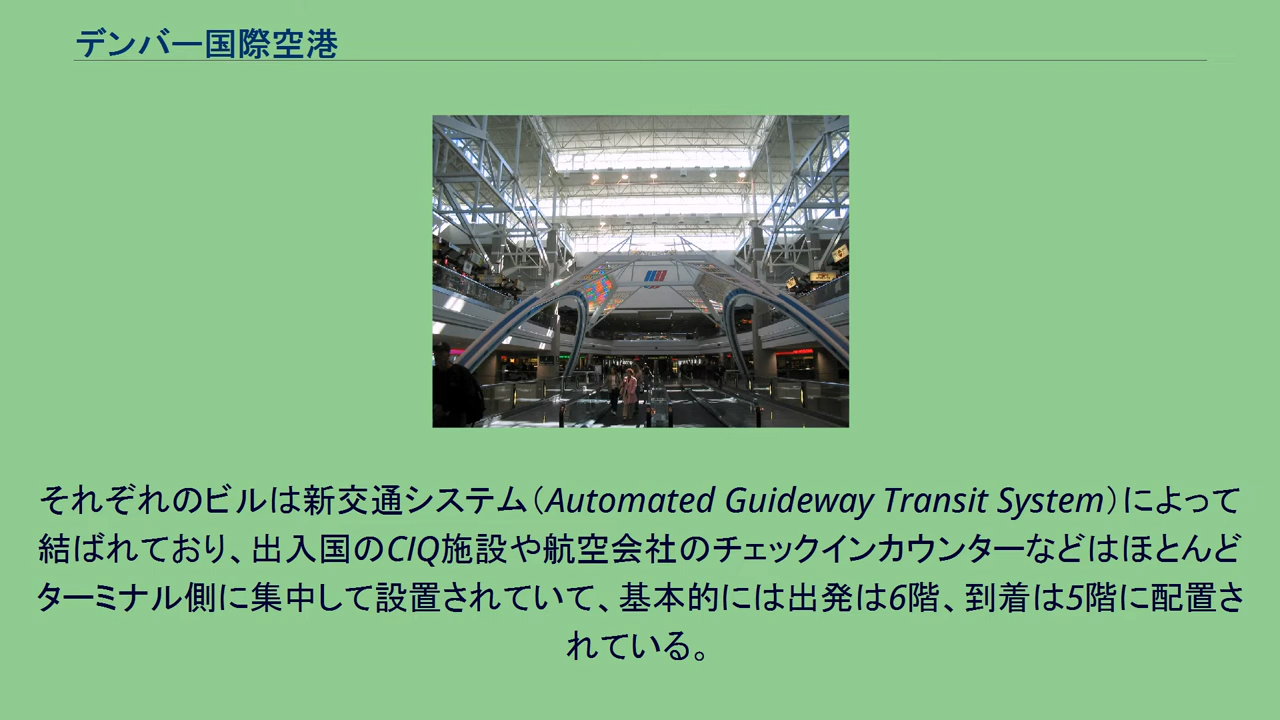 デンバー国際空港
それぞれのビルは新交通システム（Automated Guideway Transit System）によって
結ばれており、出入国のCIQ施設や航空会社のチェックインカウンターなどはほとんど
ターミナル側に集中して設置されていて、基本的には出発は6階、到着は5階に配置さ
れている。